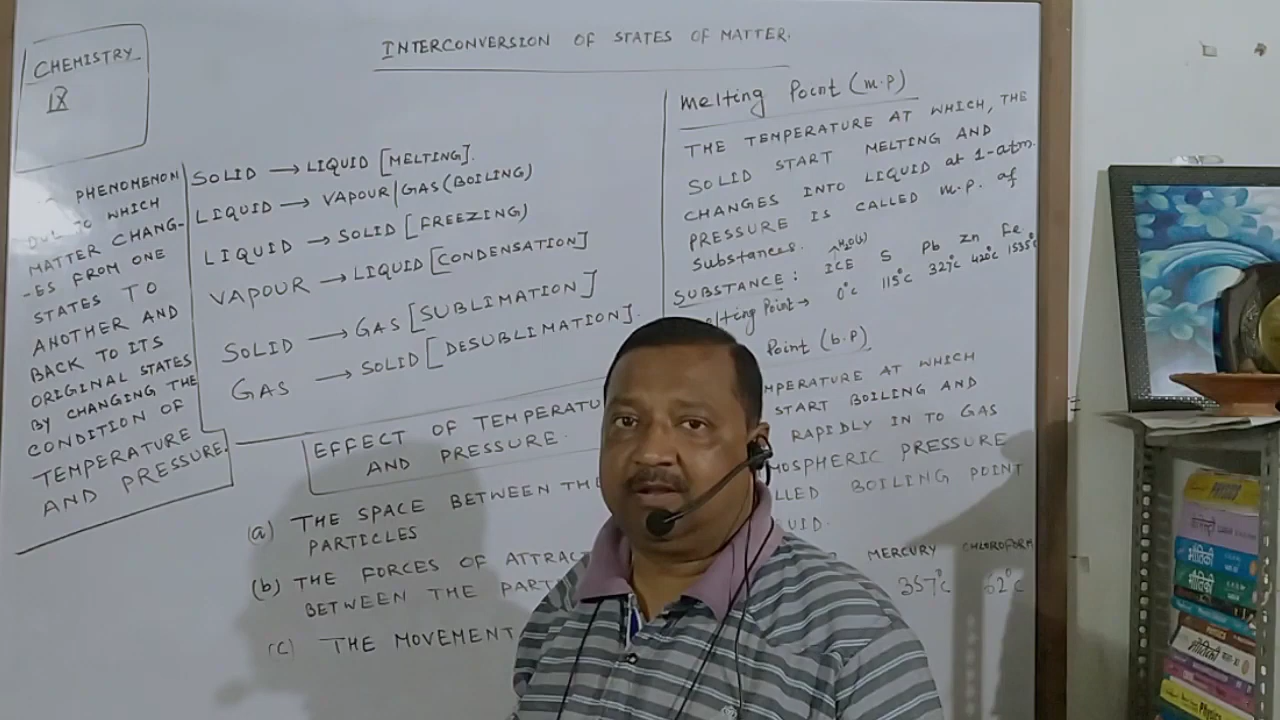 CHEMISTRY
IX
INTERCONVERSION OF STATES OF MATTER.
PHENOMENON
DUE TO WHICH
MATTER CHANG-
-ES FROM ONE
STATES TO
ANOTHER AND
BACK TO ITS
ORIGINAL STATES
BY CHANGING THE
CONDITION OF
TEMPERATURE
AND PRESSURE.
SOLID → LIQUID [MELTING].
LIQUID → VAPOUR/GAS (BOILING)
LIQUID → SOLID [FREEZING)
VAPOUR → LIQUID [CONDENSATION]
SOLID → GAS [SUBLIMATION]
GAS → SOLID [DESUBLIMATION].
EFFECT OF TEMPERATU
AND PRESSURE.
(a) THE SPACE BETWEEN THE
PARTICLES
(b) THE FORCES OF ATTRACT
BETWEEN THE PART
(c) THE MOVEMENT
Melting Point (m.p)
THE TEMPERATURE AT WHICH, THE
SOLID START MELTING AND
CHANGES INTO LIQUID at 1-atm.
PRESSURE IS CALLED m.p. of
substances.
H2O(s)
SUBSTANCE : ICE S Pb Zn Fe
melting Point → 0°C 115°C 327°C 420°C 1535°C
Point (b.p)
MPERATURE AT WHICH
START BOILING AND
RAPIDLY IN TO GAS
MOSPHERIC PRESSURE
LLED BOILING POINT
UID.
MERCURY CHLOROFORM
357°C 62°C
PHYSICS
भौतिकी
भौतिकी
भौतिकी
Physics